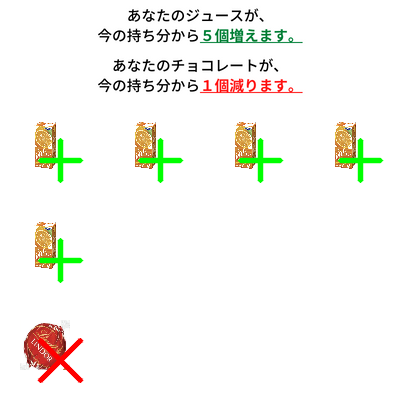 あなたのジュースが、
今の持ち分から５個増えます。
あなたのチョコレートが、
今の持ち分から１個減ります。
LINDOR